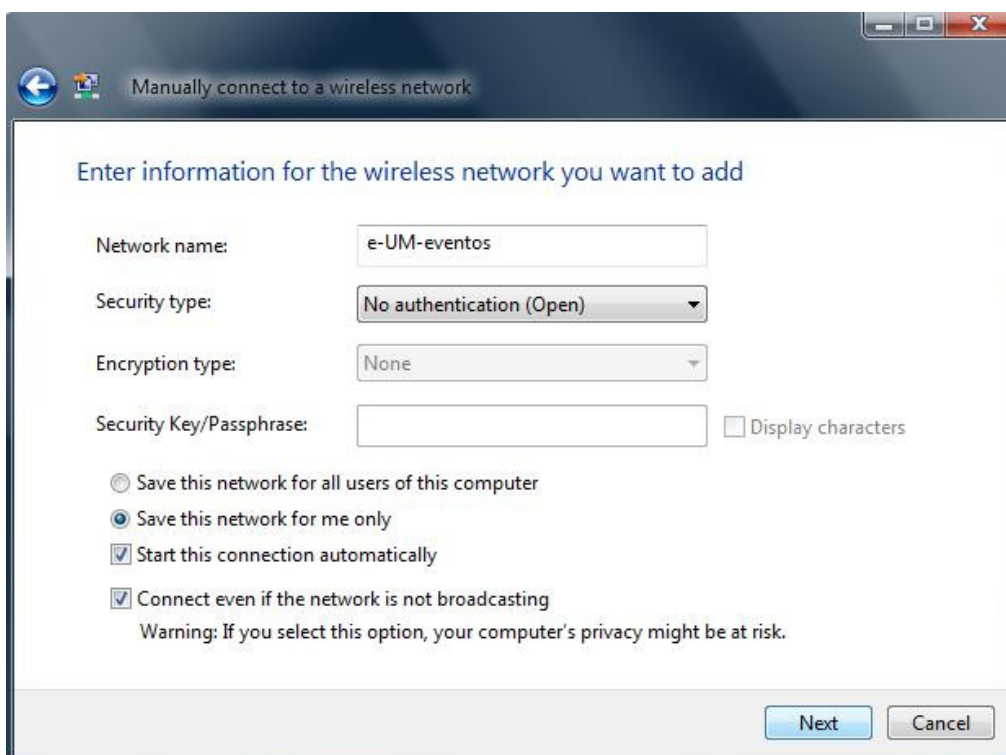 Manually connect to a wireless network
Enter information for the wireless network you want to add
Network name: e-UM-eventos
Security type: No authentication (Open)
Encryption type: None
Security Key/Passphrase: Display characters
Save this network for all users of this computer
Save this network for me only
Start this connection automatically
Connect even if the network is not broadcasting
Warning: If you select this option, your computer's privacy might be at risk.
Next Cancel